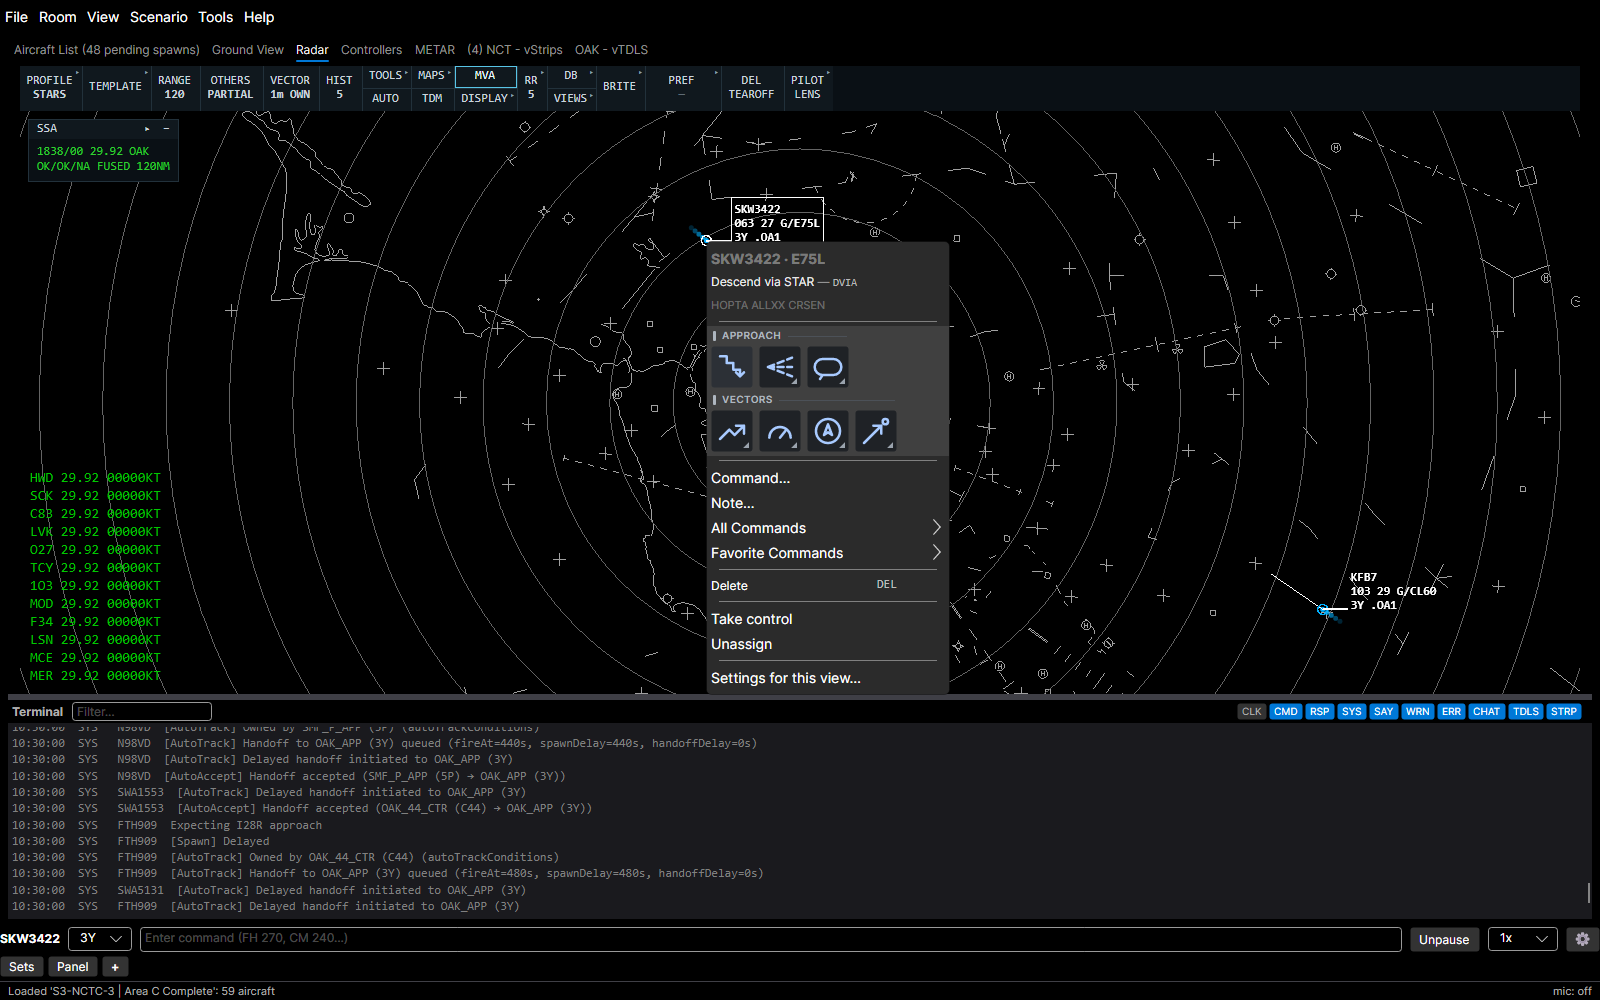 File Room View Scenario Tools Help
Aircraft List (48 pending spawns) Ground View Radar Controllers METAR (4) NCT - vStrips OAK - vTDLS
PROFILE STARS
TEMPLATE
RANGE 120
OTHERS PARTIAL
VECTOR 1m OWN
HIST 5
TOOLS
AUTO
MAPS
TDM
MVA
DISPLAY
RR 5
DB
VIEWS
BRITE
PREF —
DEL TEAROFF
PILOT LENS
SSA
1838/00 29.92 OAK
OK/OK/NA FUSED 120NM
SKW3422
063 27 G/E75L
3Y .OA1
SKW3422 · E75L
Descend via STAR — DVIA
HOPTA ALLXX CRSEN
APPROACH
VECTORS
Command...
Note...
All Commands
Favorite Commands
Delete DEL
Take control
Unassign
Settings for this view...
KFB7
103 29 G/CL60
3Y .OA1
HWD 29.92 00000KT
SCK 29.92 00000KT
C83 29.92 00000KT
LVK 29.92 00000KT
O27 29.92 00000KT
TCY 29.92 00000KT
1O3 29.92 00000KT
MOD 29.92 00000KT
F34 29.92 00000KT
LSN 29.92 00000KT
MCE 29.92 00000KT
MER 29.92 00000KT
Terminal Filter... CLK CMD RSP SYS SAY WRN ERR CHAT TDLS STRP
10:30:00 SYS N98VD [AutoTrack] Owned by SMF_P_APP (5P) (autoTrackConditions)
10:30:00 SYS N98VD [AutoTrack] Handoff to OAK_APP (3Y) queued (fireAt=440s, spawnDelay=440s, handoffDelay=0s)
10:30:00 SYS N98VD [AutoTrack] Delayed handoff initiated to OAK_APP (3Y)
10:30:00 SYS N98VD [AutoAccept] Handoff accepted (SMF_P_APP (5P) → OAK_APP (3Y))
10:30:00 SYS SWA1553 [AutoTrack] Delayed handoff initiated to OAK_APP (3Y)
10:30:00 SYS SWA1553 [AutoAccept] Handoff accepted (OAK_44_CTR (C44) → OAK_APP (3Y))
10:30:00 SYS FTH909 Expecting I28R approach
10:30:00 SYS FTH909 [Spawn] Delayed
10:30:00 SYS FTH909 [AutoTrack] Owned by OAK_44_CTR (C44) (autoTrackConditions)
10:30:00 SYS FTH909 [AutoTrack] Handoff to OAK_APP (3Y) queued (fireAt=480s, spawnDelay=480s, handoffDelay=0s)
10:30:00 SYS SWA5131 [AutoTrack] Delayed handoff initiated to OAK_APP (3Y)
10:30:00 SYS FTH909 [AutoTrack] Delayed handoff initiated to OAK_APP (3Y)
SKW3422 3Y Enter command (FH 270, CM 240...) Unpause 1x
Sets Panel +
Loaded 'S3-NCTC-3 | Area C Complete': 59 aircraft mic: off